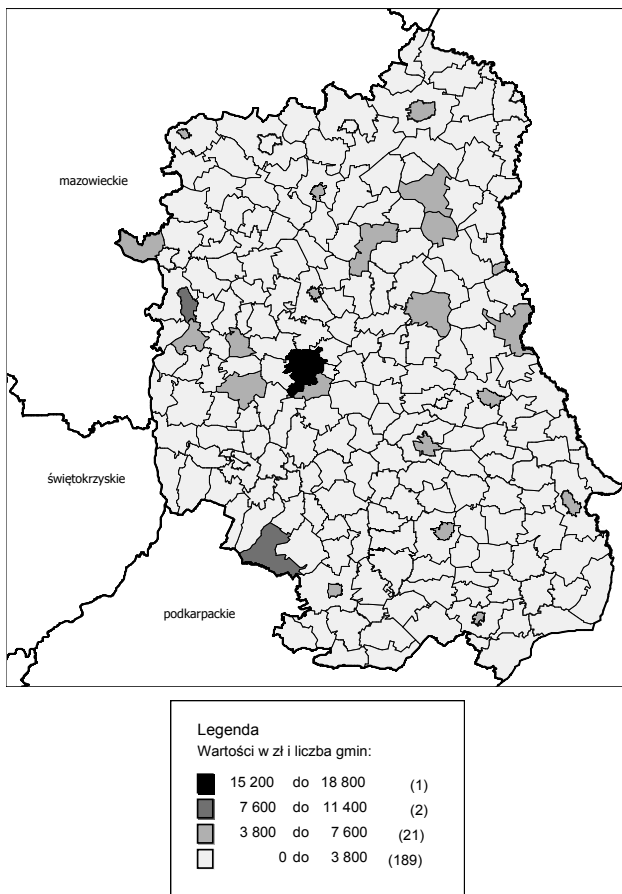 mazowieckie
świętokrzyskie
podkarpackie
Legenda
Wartości w zł i liczba gmin:
15 200 do 18 800 (1)
7 600 do 11 400 (2)
3 800 do 7 600 (21)
0 do 3 800 (189)